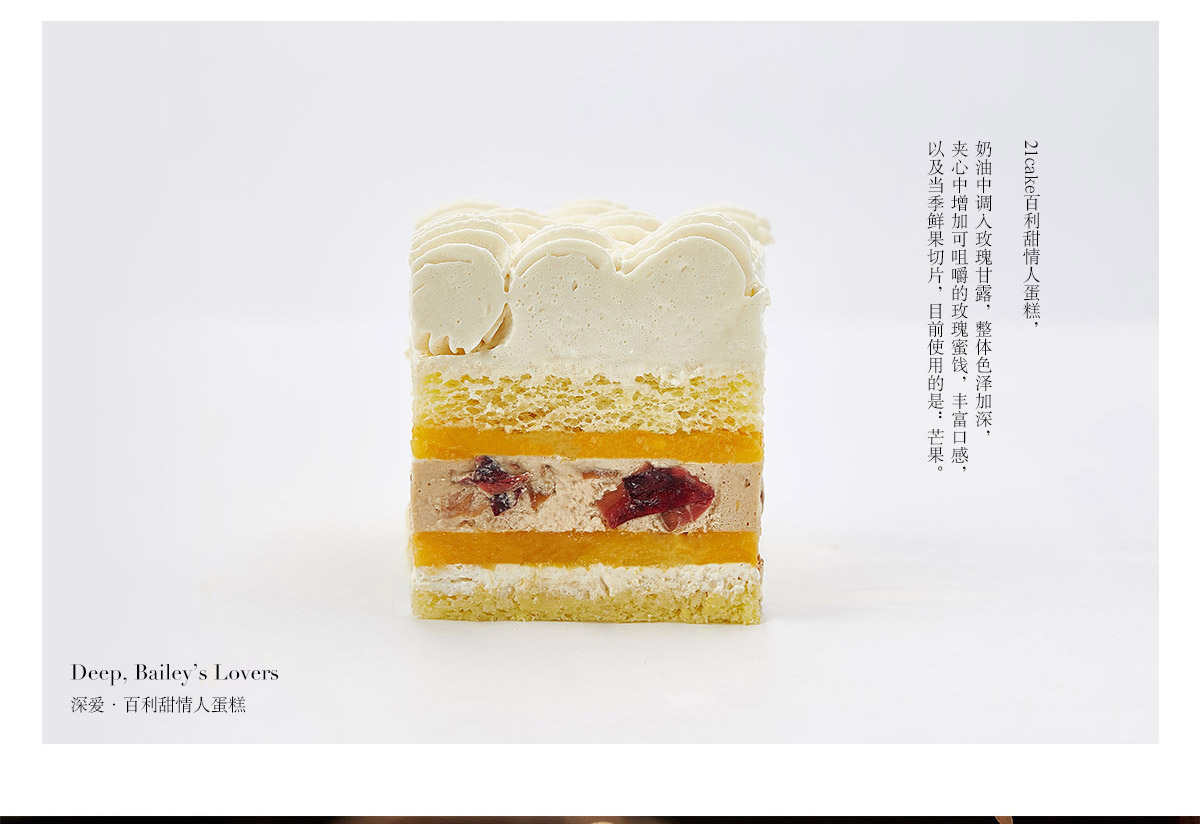 21cake百利甜情人蛋糕，
奶油中调入玫瑰甘露，整体色泽加深，
夹心中增加可咀嚼的玫瑰蜜饯，丰富口感，
以及当季鲜果切片，目前使用的是：芒果。
Deep, Bailey’s Lovers
深爱·百利甜情人蛋糕